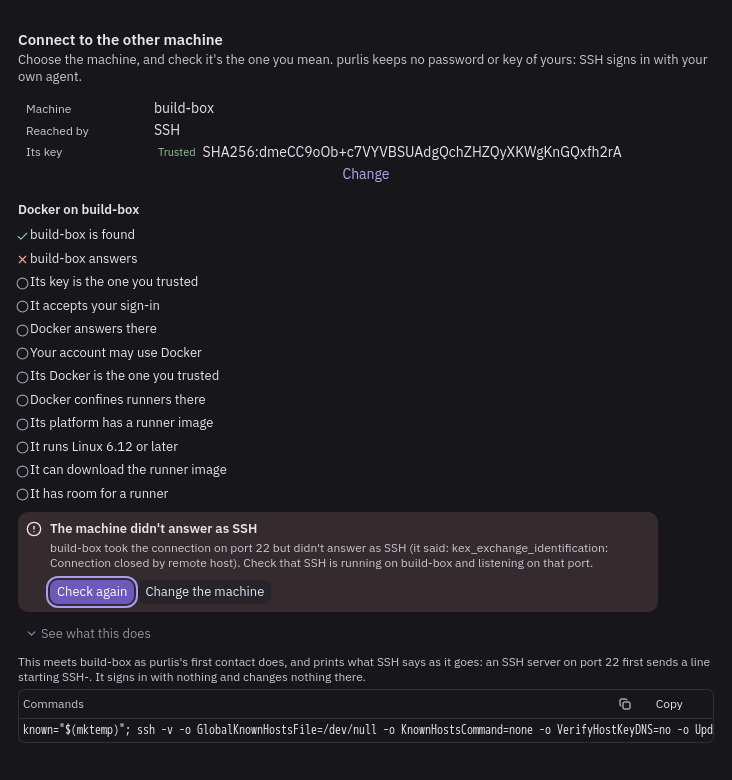 Connect to the other machine
Choose the machine, and check it's the one you mean. purlis keeps no password or key of yours: SSH signs in with your
own agent.
Machine build-box
Reached by SSH
Its key Trusted SHA256:dmeCC9oOb+c7VYVBSUAdgQchZHZQyXKWgKnGQxfh2rA
Change
Docker on build-box
build-box is found
build-box answers
Its key is the one you trusted
It accepts your sign-in
Docker answers there
Your account may use Docker
Its Docker is the one you trusted
Docker confines runners there
Its platform has a runner image
It runs Linux 6.12 or later
It can download the runner image
It has room for a runner
The machine didn't answer as SSH
build-box took the connection on port 22 but didn't answer as SSH (it said: kex_exchange_identification:
Connection closed by remote host). Check that SSH is running on build-box and listening on that port.
Check again Change the machine
See what this does
This meets build-box as purlis's first contact does, and prints what SSH says as it goes: an SSH server on port 22 first sends a line
starting SSH-. It signs in with nothing and changes nothing there.
Commands Copy
known="$(mktemp)"; ssh -v -o GlobalKnownHostsFile=/dev/null -o KnownHostsCommand=none -o VerifyHostKeyDNS=no -o Upd